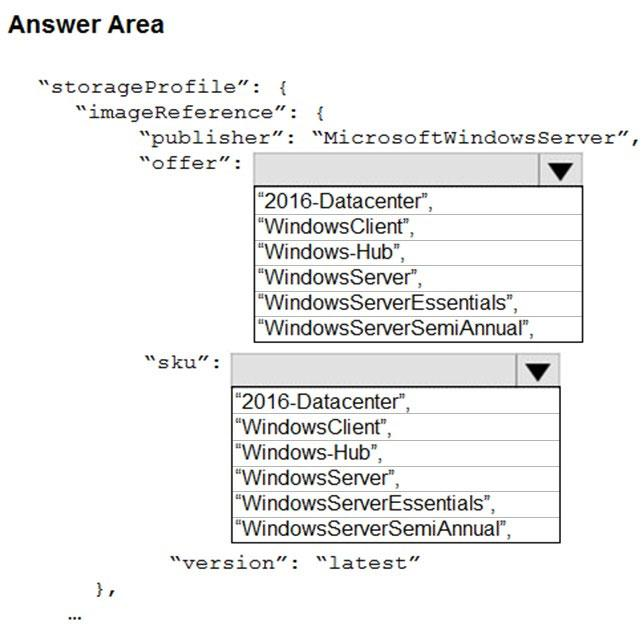 Answer Area
“storageProfile”: {
“imageReference”: {
“publisher”: “MicrosoftWindowsServer”,
“offer”:
“2016-Datacenter”,
“WindowsClient”,
“Windows-Hub”,
“WindowsServer”,
“WindowsServerEssentials”,
“WindowsServerSemiAnnual”,
“sku”:
“2016-Datacenter”,
“WindowsClient”,
“Windows-Hub”,
“WindowsServer”,
“WindowsServerEssentials”,
“WindowsServerSemiAnnual”,
“version”: “latest”
},
…